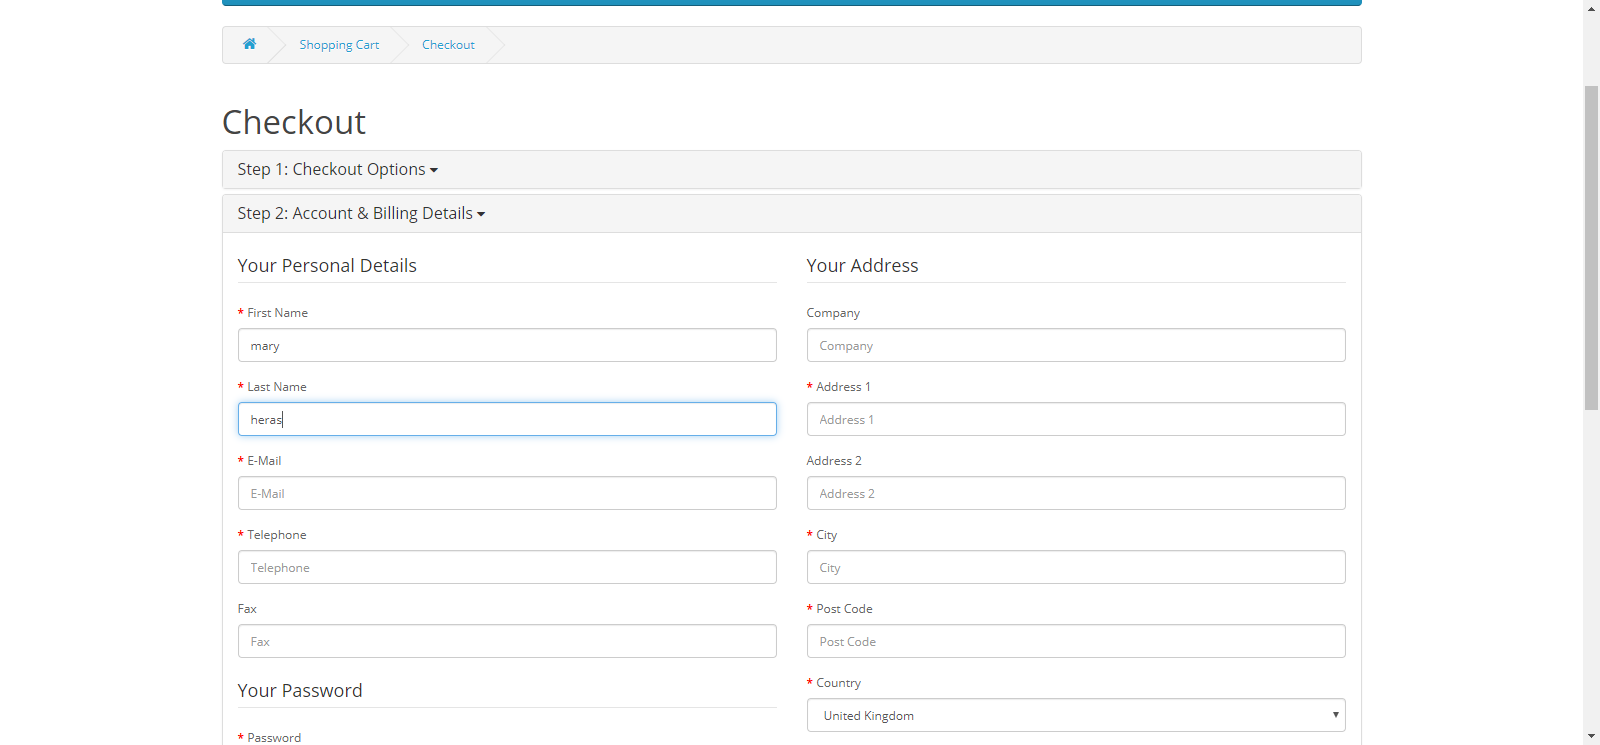 Shopping Cart
Checkout
Checkout
Step 1: Checkout Options
Step 2: Account & Billing Details
Your Personal Details
* First Name
mary
* Last Name
heras
* E-Mail
E-Mail
* Telephone
Telephone
Fax
Fax
Your Password
* Password
Your Address
Company
Company
* Address 1
Address 1
Address 2
Address 2
* City
City
* Post Code
Post Code
* Country
United Kingdom